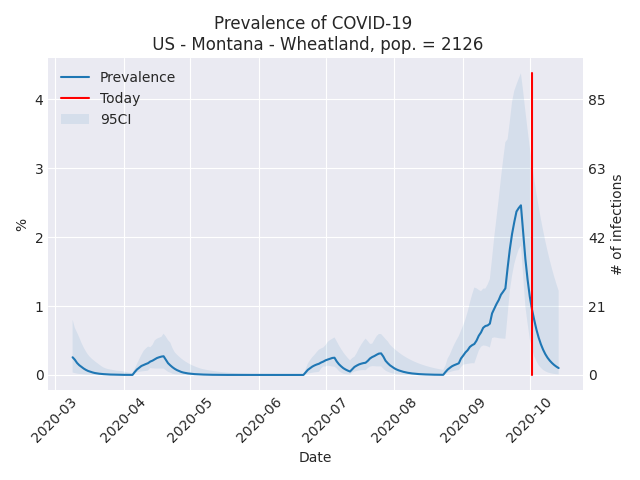 Prevalence of COVID-19
US - Montana - Wheatland, pop. = 2126
Prevalence
Today
95CI
%
4
3
2
1
0
85
63
42
21
0
# of infections
2020-03
2020-04
2020-05
2020-06
2020-07
2020-08
2020-09
2020-10
Date